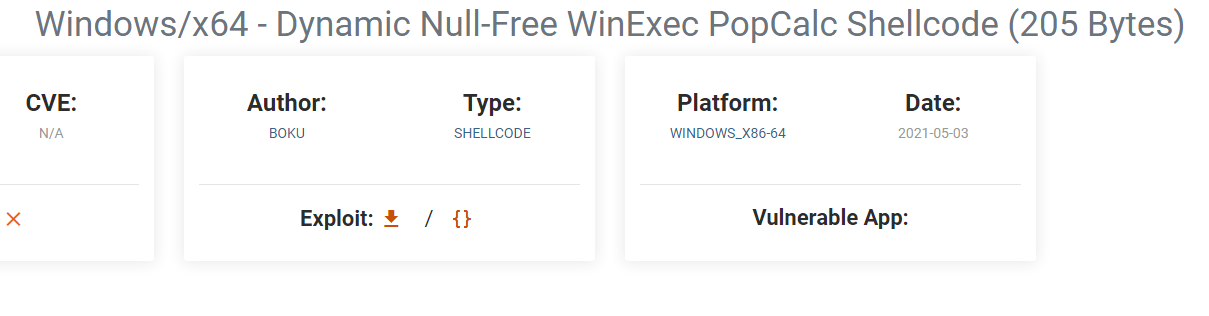 Windows/x64 - Dynamic Null-Free WinExec PopCalc Shellcode (205 Bytes)
CVE:
N/A
Author:
BOKU
Type:
SHELLCODE
Exploit: / {}
Platform:
WINDOWS_X86-64
Date:
2021-05-03
Vulnerable App: